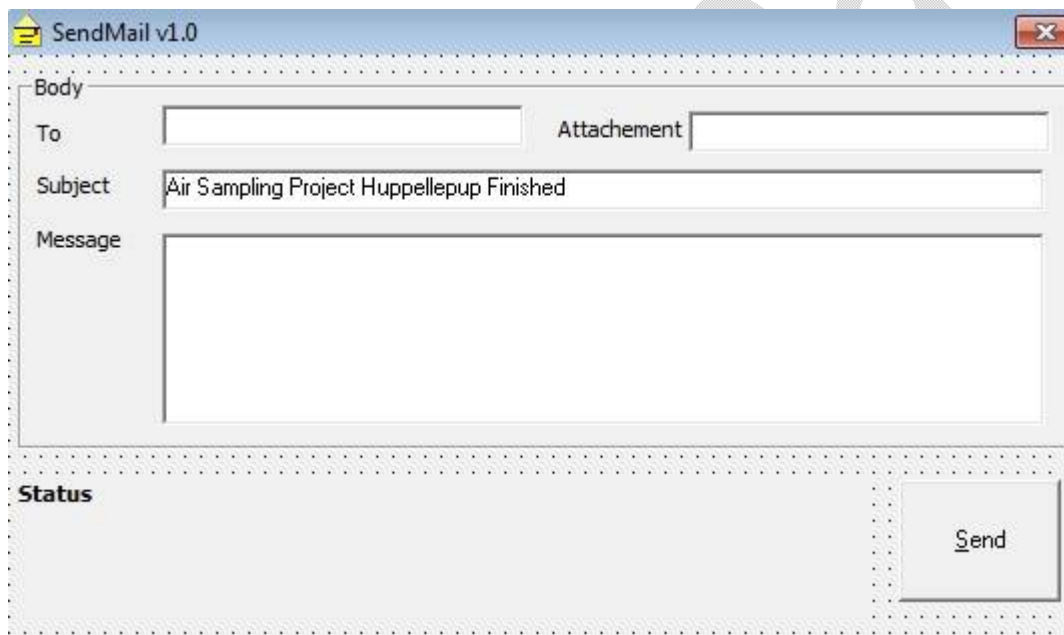 SendMail v1.0
Body
To
Attachement
Subject
Air Sampling Project Huppellepup Finished
Message
Status
Send